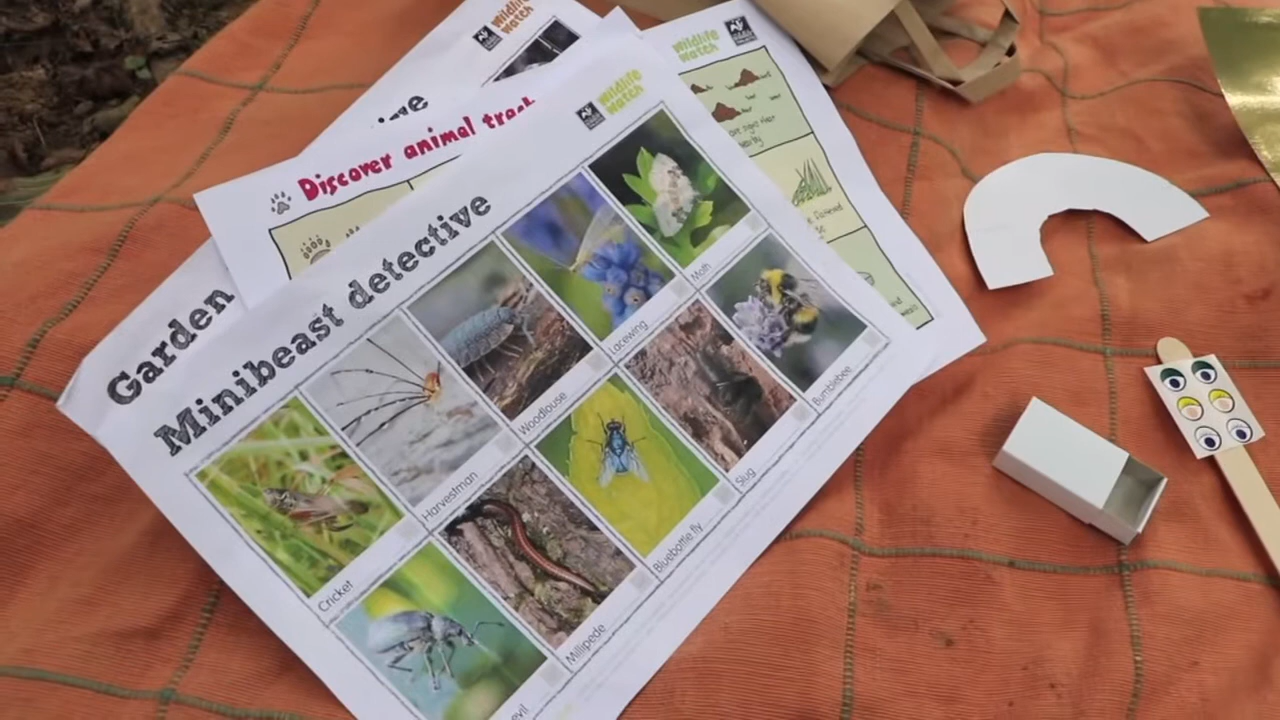 Wildlife
Watch
Wildlife
Watch
Wildlife
Watch
Discover animal
Garden
Minibeast detective
Cricket
Harvestman
Woodlouse
Lacewing
Moth
Millipede
Bluebottle fly
Slug
Bumblebee